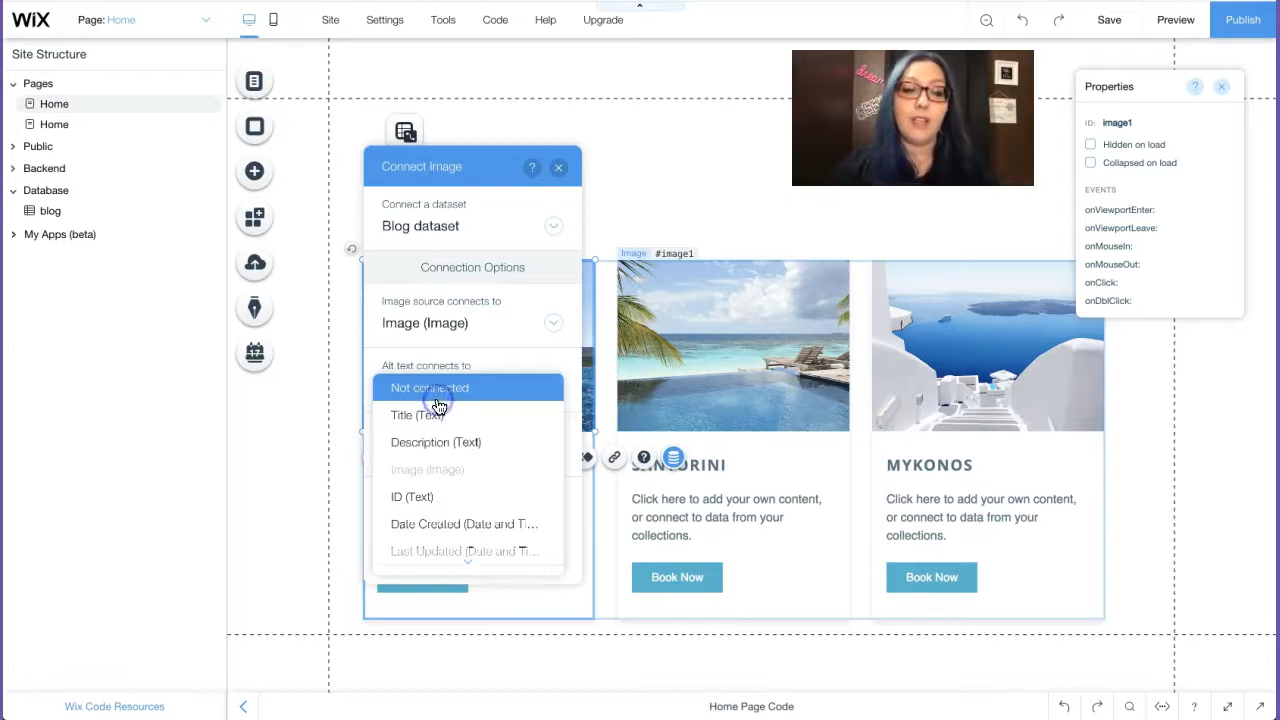 WiX
Page: Home
Site
Settings
Tools
Code
Help
Upgrade
Save
Preview
Publish
Site Structure
Pages
Home
Home
Public
Backend
Database
blog
My Apps (beta)
17
dream
Connect Image
?
Connect a dataset
Blog dataset
Connection Options
Image source connects to
Image (Image)
Alt text connects to
Not connected
Title (Text)
Description (Text)
Image (Image)
ID (Text)
Date Created (Date and Ti...
Last Updated (Date and Ti...
Image #image1
?
SANTORINI
Click here to add your own content,
or connect to data from your
collections.
Book Now
MYKONOS
Click here to add your own content,
or connect to data from your
collections.
Book Now
Properties
?
ID: image1
Hidden on load
Collapsed on load
EVENTS
onViewportEnter:
onViewportLeave:
onMouseIn:
onMouseOut:
onClick:
onDblClick:
Wix Code Resources
Home Page Code
?